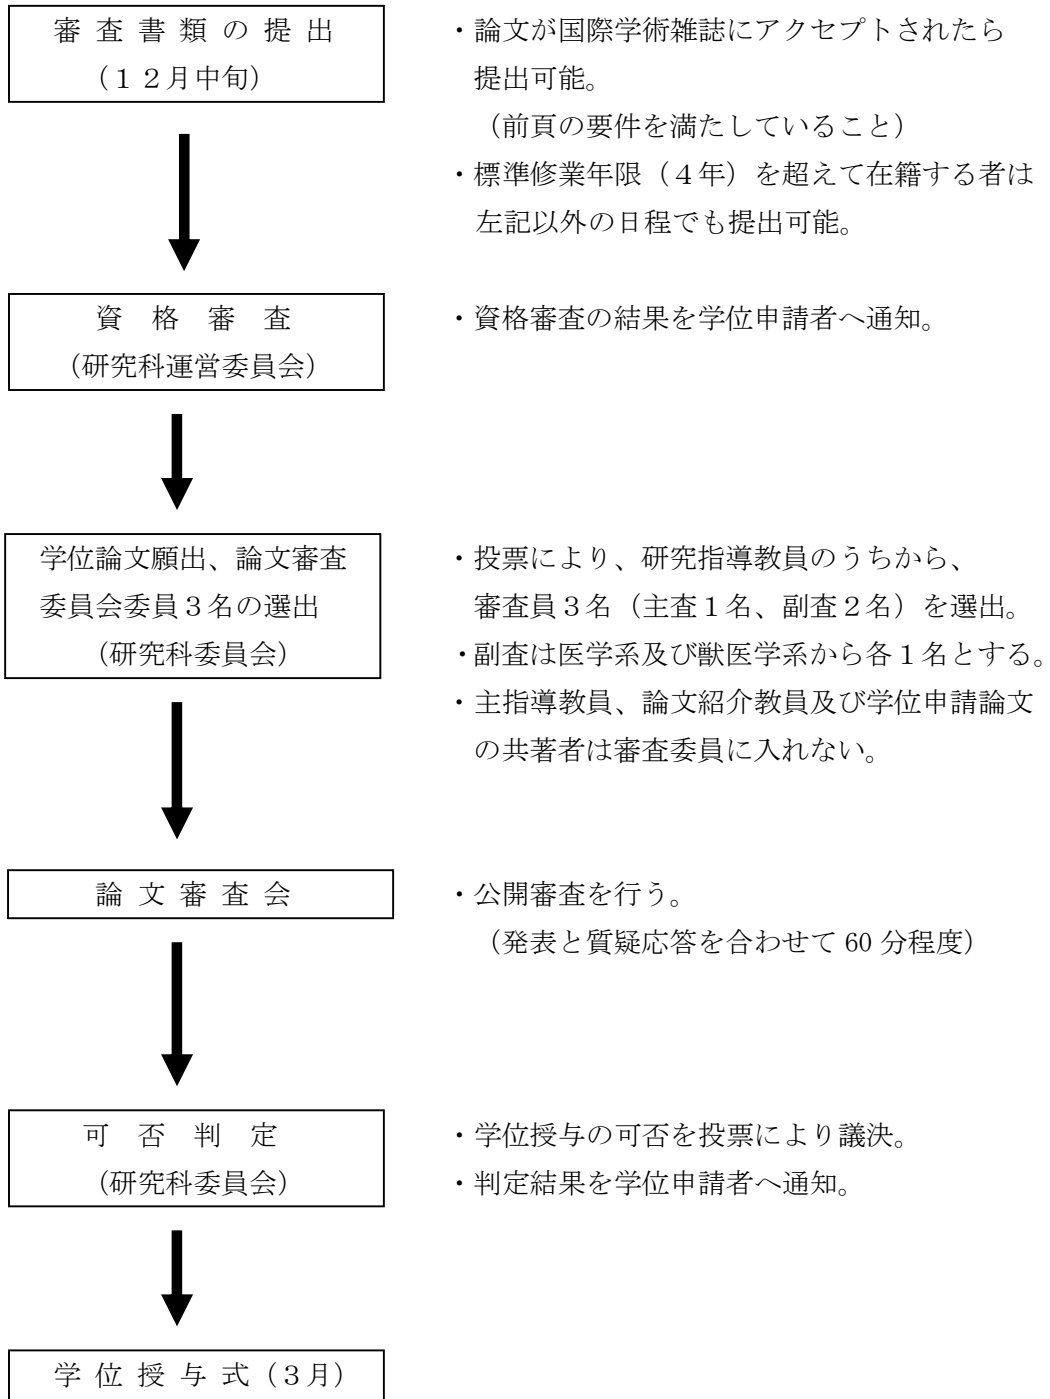 審査書類の提出
(12月中旬)
・論文が国際学術雑誌にアクセプトされたら
提出可能。
(前頁の要件を満たしていること)
・標準修業年限(4年)を超えて在籍する者は
左記以外の日程でも提出可能。
資格審査
(研究科運営委員会)
・資格審査の結果を学位申請者へ通知。
学位論文願出、論文審査
委員会委員3名の選出
(研究科委員会)
・投票により、研究指導教員のうちから、
審査員3名(主査1名、副査2名)を選出。
・副査は医学系及び獣医学系から各1名とする。
・主指導教員、論文紹介教員及び学位申請論文
の共著者は審査委員に入れない。
論文審査会
・公開審査を行う。
(発表と質疑応答を合わせて 60 分程度)
可否判定
(研究科委員会)
・学位授与の可否を投票により議決。
・判定結果を学位申請者へ通知。
学位授与式(3月)